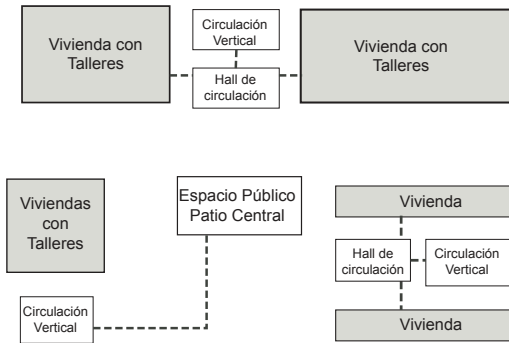 Vivienda con
Talleres
Circulación
Vertical
Hall de
circulación
Vivienda con
Talleres
Viviendas
con
Talleres
Espacio Público
Patio Central
Vivienda
Hall de
circulación
Circulación
Vertical
Vivienda
Circulación
Vertical